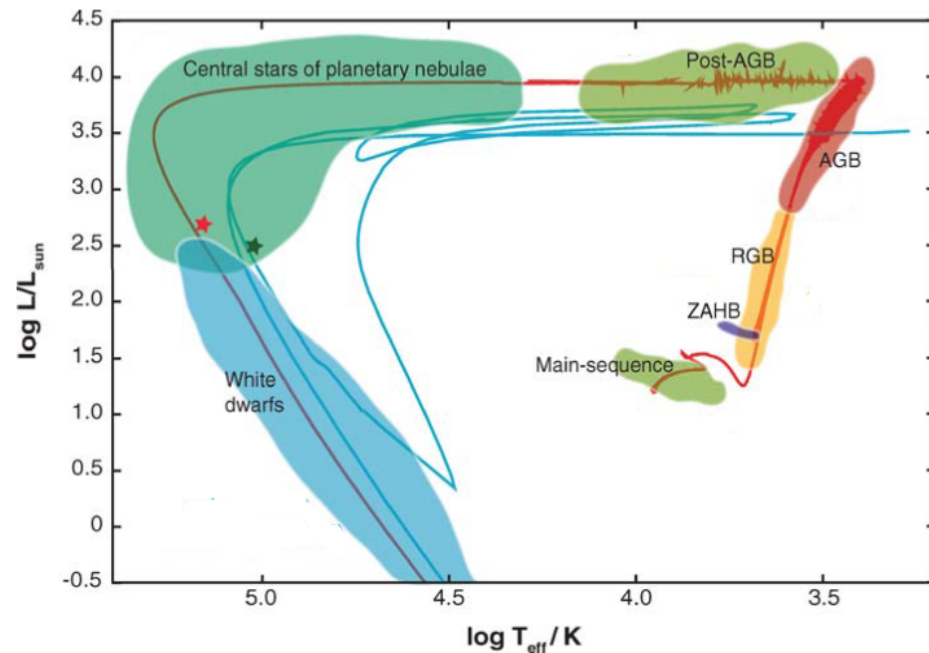 4.5
4.0
3.5
3.0
2.5
2.0
1.5
1.0
0.5
0
-0.5
log L/Lsun
Central stars of planetary nebulae
Post-AGB
AGB
RGB
ZAHB
Main-sequence
White
dwarfs
5.0 4.5 4.0 3.5
log Teff / K